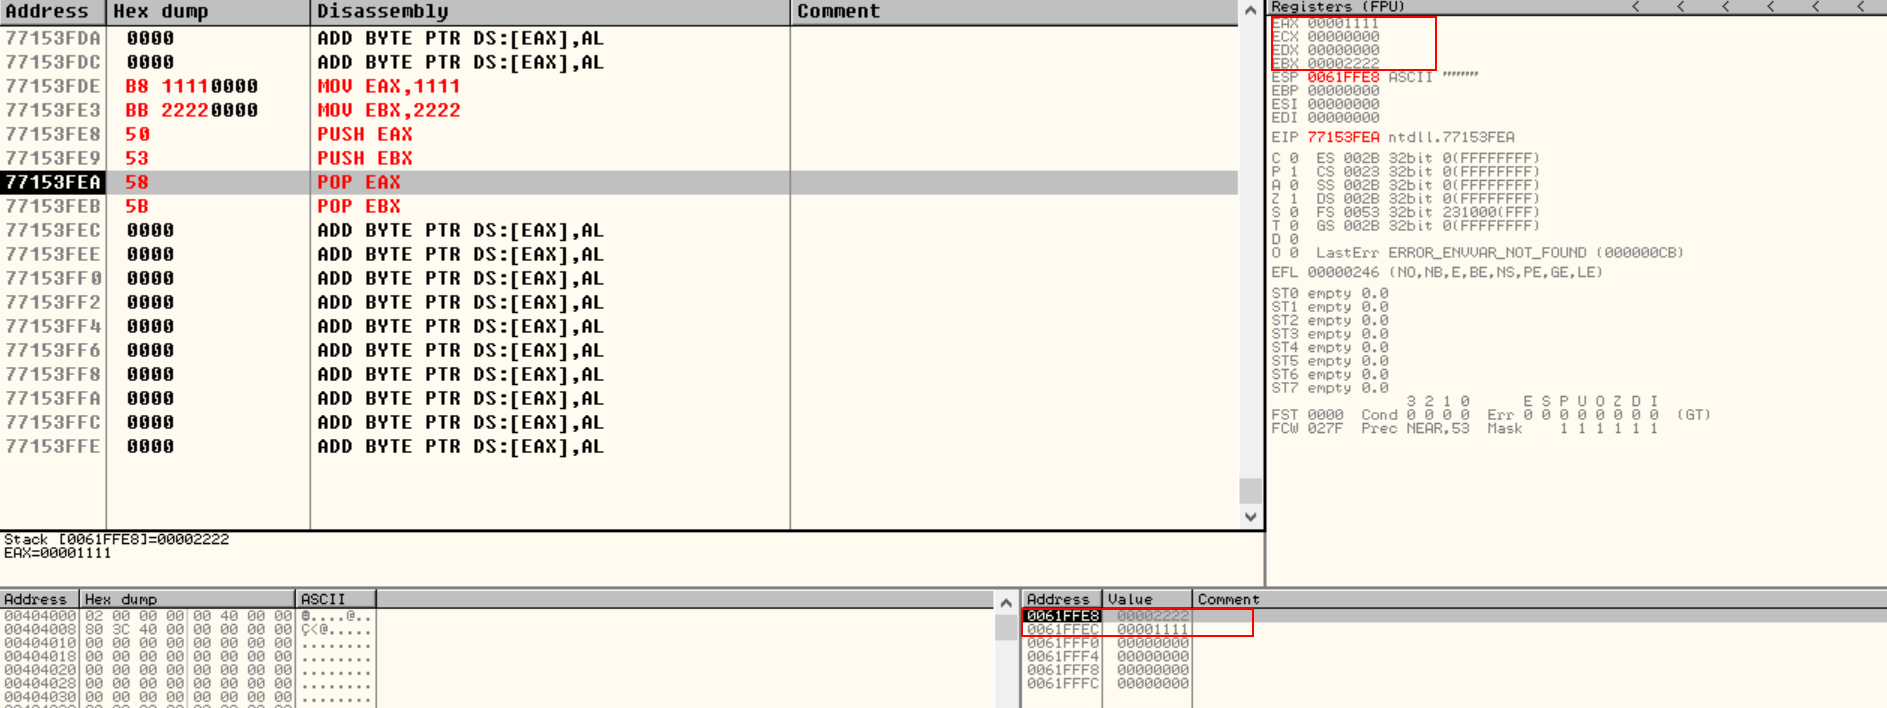 Address Hex dump Disassembly Comment
77153FDA 0000 ADD BYTE PTR DS:[EAX],AL
77153FDC 0000 ADD BYTE PTR DS:[EAX],AL
77153FDE B8 11110000 MOV EAX,1111
77153FE3 BB 22220000 MOV EBX,2222
77153FE8 50 PUSH EAX
77153FE9 53 PUSH EBX
77153FEA 58 POP EAX
77153FEB 5B POP EBX
77153FEC 0000 ADD BYTE PTR DS:[EAX],AL
77153FEE 0000 ADD BYTE PTR DS:[EAX],AL
77153FF0 0000 ADD BYTE PTR DS:[EAX],AL
77153FF2 0000 ADD BYTE PTR DS:[EAX],AL
77153FF4 0000 ADD BYTE PTR DS:[EAX],AL
77153FF6 0000 ADD BYTE PTR DS:[EAX],AL
77153FF8 0000 ADD BYTE PTR DS:[EAX],AL
77153FFA 0000 ADD BYTE PTR DS:[EAX],AL
77153FFC 0000 ADD BYTE PTR DS:[EAX],AL
77153FFE 0000 ADD BYTE PTR DS:[EAX],AL
Stack [0061FFE8]=00002222
EAX=00001111
Registers (FPU) < < < < < <
EAX 00001111
ECX 00000000
EDX 00000000
EBX 00002222
ESP 0061FFE8 ASCII """"
EBP 00000000
ESI 00000000
EDI 00000000
EIP 77153FEA ntdll.77153FEA
C 0 ES 002B 32bit 0(FFFFFFFF)
P 1 CS 0023 32bit 0(FFFFFFFF)
A 0 SS 002B 32bit 0(FFFFFFFF)
Z 1 DS 002B 32bit 0(FFFFFFFF)
S 0 FS 0053 32bit 231000(FFF)
T 0 GS 002B 32bit 0(FFFFFFFF)
D 0
O 0 LastErr ERROR_ENVVAR_NOT_FOUND (000000CB)
EFL 00000246 (NO,NB,E,BE,NS,PE,GE,LE)
ST0 empty 0.0
ST1 empty 0.0
ST2 empty 0.0
ST3 empty 0.0
ST4 empty 0.0
ST5 empty 0.0
ST6 empty 0.0
ST7 empty 0.0
3 2 1 0 E S P U O Z D I
FST 0000 Cond 0 0 0 0 Err 0 0 0 0 0 0 0 0 (GT)
FCW 027F Prec NEAR,53 Mask 1 1 1 1 1 1
Address Hex dump ASCII
00404000 02 00 00 00 00 40 00 00 ☻....@..
00404008 80 3C 40 00 00 00 00 00 Ç<@.....
00404010 00 00 00 00 00 00 00 00 ........
00404018 00 00 00 00 00 00 00 00 ........
00404020 00 00 00 00 00 00 00 00 ........
00404028 00 00 00 00 00 00 00 00 ........
00404030 00 00 00 00 00 00 00 00 ........
Address Value Comment
0061FFE8 00002222
0061FFEC 00001111
0061FFF0 00000000
0061FFF4 00000000
0061FFF8 00000000
0061FFFC 00000000